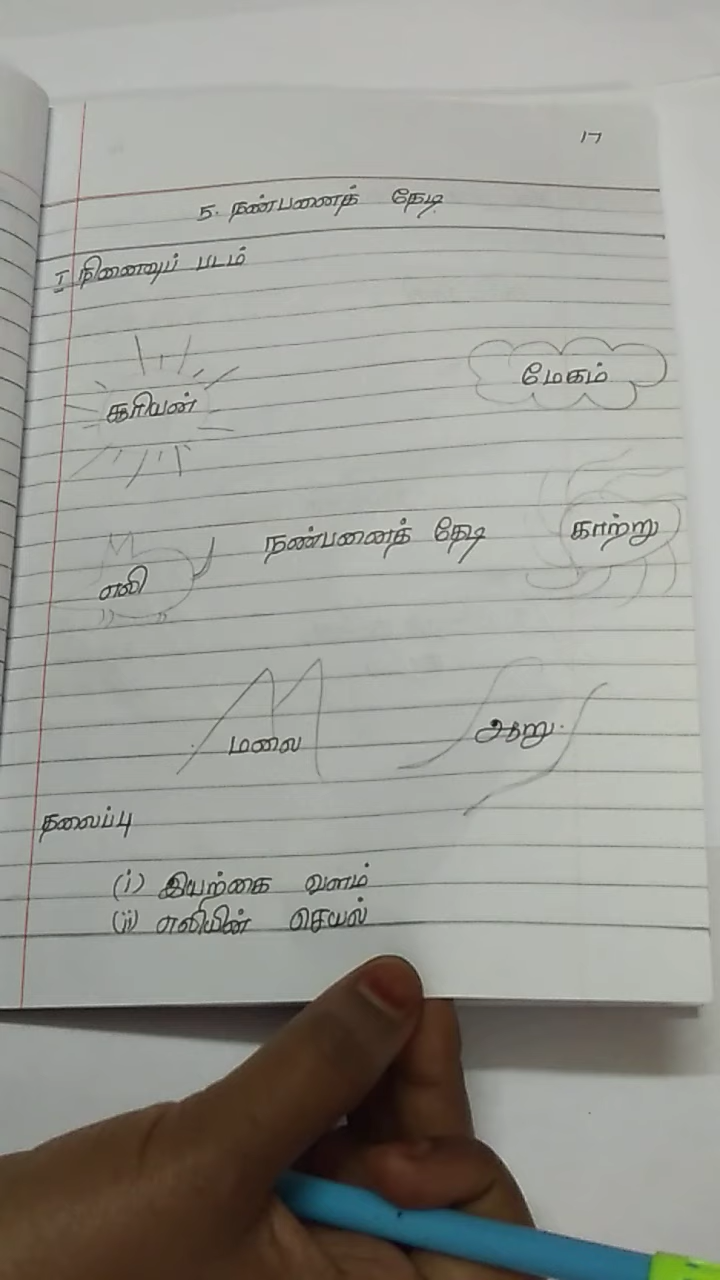 17
5. நண்பனைத் தேடி
I நினைவுப் படம்
சூரியன்
மேகம்
நண்பனைத் தேடி
காற்று
எலி
மலை
ஆறு.
தலைப்பு
(i) இயற்கை வளம்
(ii) எலியின் செயல்